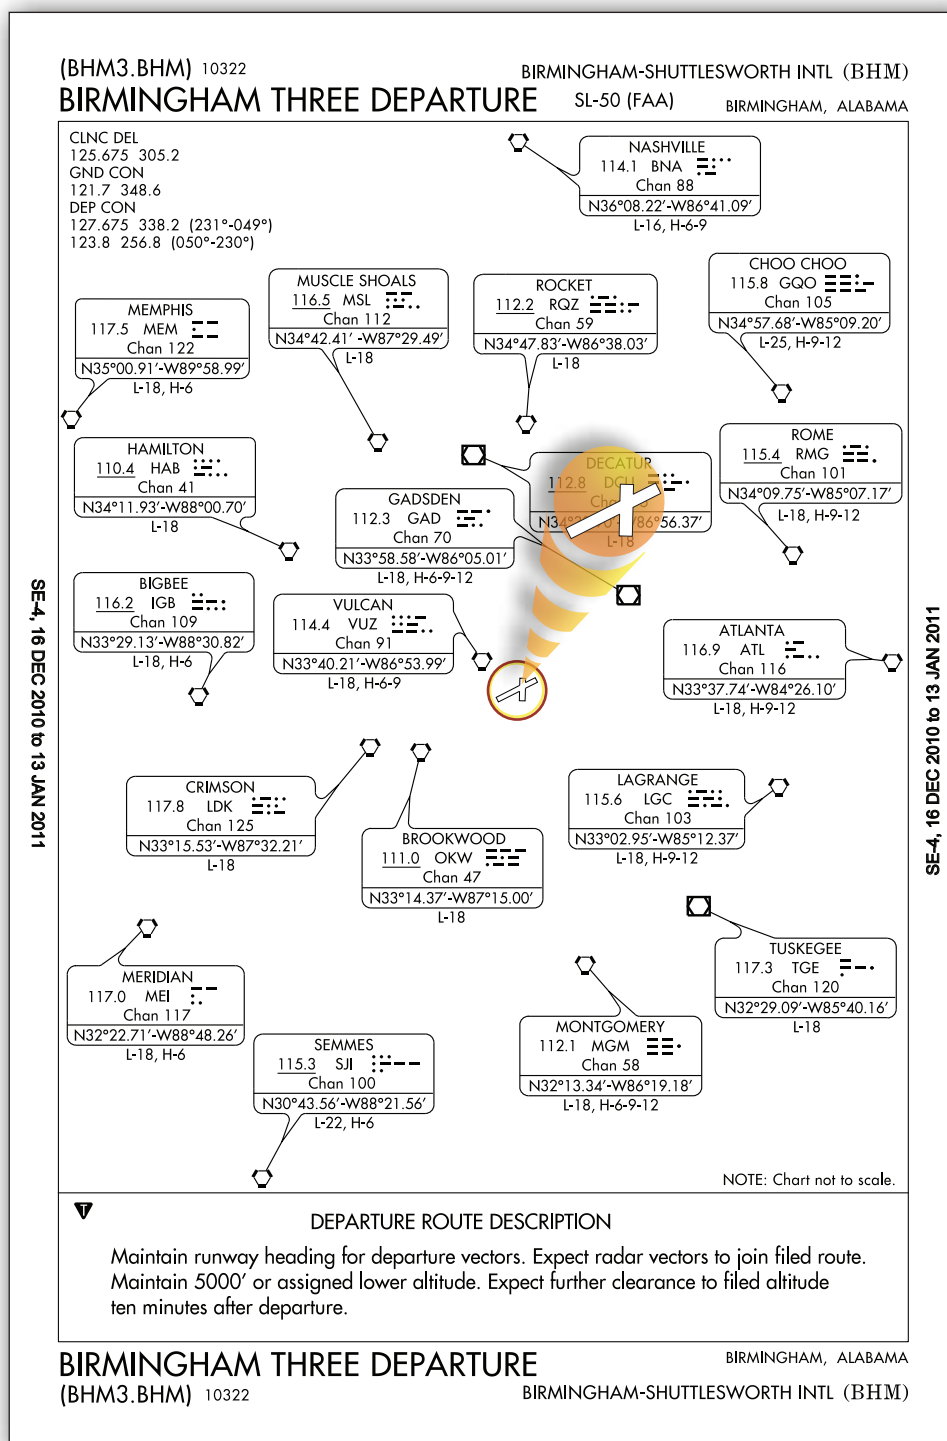 (BHM3.BHM) 10322
BIRMINGHAM-SHUTTLESWORTH INTL (BHM)
BIRMINGHAM THREE DEPARTURE
SL-50 (FAA)
BIRMINGHAM, ALABAMA
CLNC DEL
125.675 305.2
GND CON
121.7 348.6
DEP CON
127.675 338.2 (231°-049°)
123.8 256.8 (050°-230°)
NASHVILLE
114.1 BNA
Chan 88
N36°08.22'-W86°41.09'
L-16, H-6-9
CHOO CHOO
115.8 GQO
Chan 105
N34°57.68'-W85°09.20'
L-25, H-9-12
MUSCLE SHOALS
116.5 MSL
Chan 112
N34°42.41' -W87°29.49'
L-18
ROCKET
112.2 RQZ
Chan 59
N34°47.83'-W86°38.03'
L-18
MEMPHIS
117.5 MEM
Chan 122
N35°00.91'-W89°58.99'
L-18, H-6
HAMILTON
110.4 HAB
Chan 41
N34°11.93'-W88°00.70'
L-18
DECATUR
112.8 DCU
L-18
ROME
115.4 RMG
Chan 101
N34°09.75'-W85°07.17'
L-18, H-9-12
GADSDEN
112.3 GAD
Chan 70
N33°58.58'-W86°05.01'
L-18, H-6-9-12
BIGBEE
116.2 IGB
Chan 109
N33°29.13'-W88°30.82'
L-18, H-6
VULCAN
114.4 VUZ
Chan 91
N33°40.21'-W86°53.99'
L-18, H-6-9
ATLANTA
116.9 ATL
Chan 116
N33°37.74'-W84°26.10'
L-18, H-9-12
CRIMSON
117.8 LDK
Chan 125
N33°15.53'-W87°32.21'
L-18
BROOKWOOD
111.0 OKW
Chan 47
N33°14.37'-W87°15.00'
L-18
LAGRANGE
115.6 LGC
Chan 103
N33°02.95'-W85°12.37'
L-18, H-9-12
MERIDIAN
117.0 MEI
Chan 117
N32°22.71'-W88°48.26'
L-18, H-6
TUSKEGEE
117.3 TGE
Chan 120
N32°29.09'-W85°40.16'
L-18
MONTGOMERY
112.1 MGM
Chan 58
N32°13.34'-W86°19.18'
L-18, H-6-9-12
SEMMES
115.3 SJI
Chan 100
N30°43.56'-W88°21.56'
L-22, H-6
SE-4, 16 DEC 2010 to 13 JAN 2011
SE-4, 16 DEC 2010 to 13 JAN 2011
NOTE: Chart not to scale.
T
DEPARTURE ROUTE DESCRIPTION
Maintain runway heading for departure vectors. Expect radar vectors to join filed route.
Maintain 5000' or assigned lower altitude. Expect further clearance to filed altitude
ten minutes after departure.
BIRMINGHAM THREE DEPARTURE
BIRMINGHAM, ALABAMA
(BHM3.BHM) 10322
BIRMINGHAM-SHUTTLESWORTH INTL (BHM)